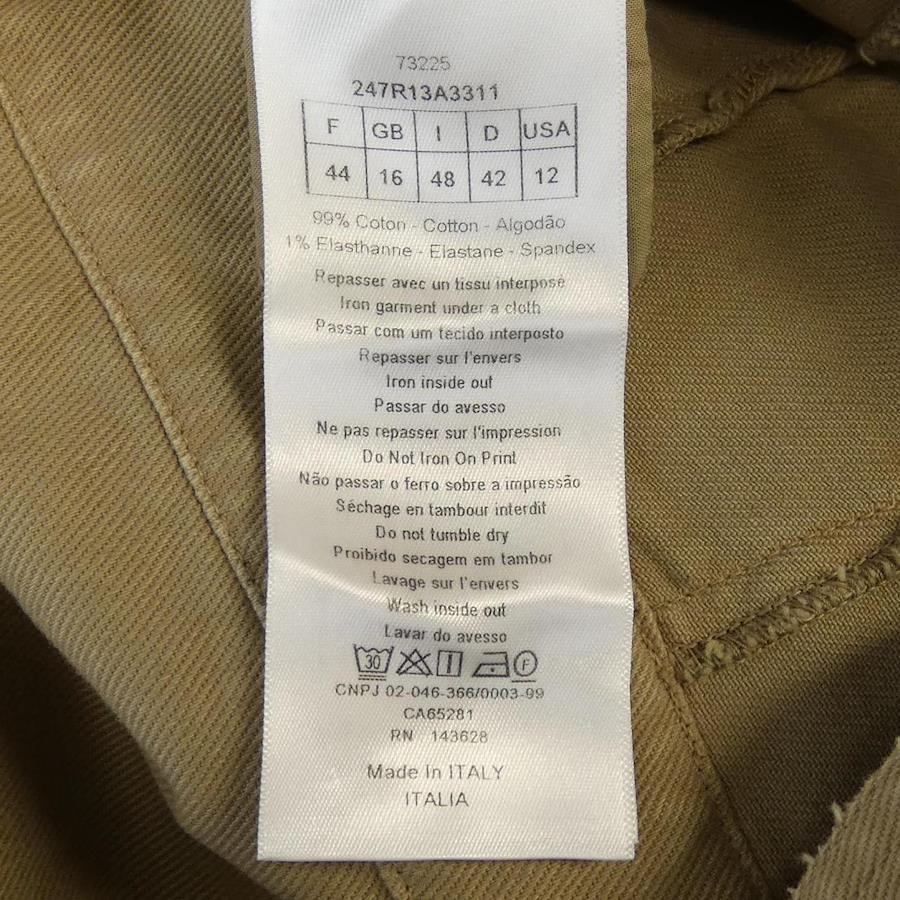 73225
247R13A3311
F GB I D USA
44 16 48 42 12
99% Coton - Cotton - Algodão
1% Elasthanne - Elastane - Spandex
Repasser avec un tissu interposé
Iron garment under a cloth
Passar com um tecido interposto
Repasser sur l'envers
Iron inside out
Passar do avesso
Ne pas repasser sur l'impression
Do Not Iron On Print
Não passar o ferro sobre a impressão
Séchage en tambour interdit
Do not tumble dry
Proibido secagem em tambor
Lavage sur l'envers
Wash inside out
Lavar do avesso
30 F
CNPJ 02-046-366/0003-99
CA65281
RN 143628
Made In ITALY
ITALIA